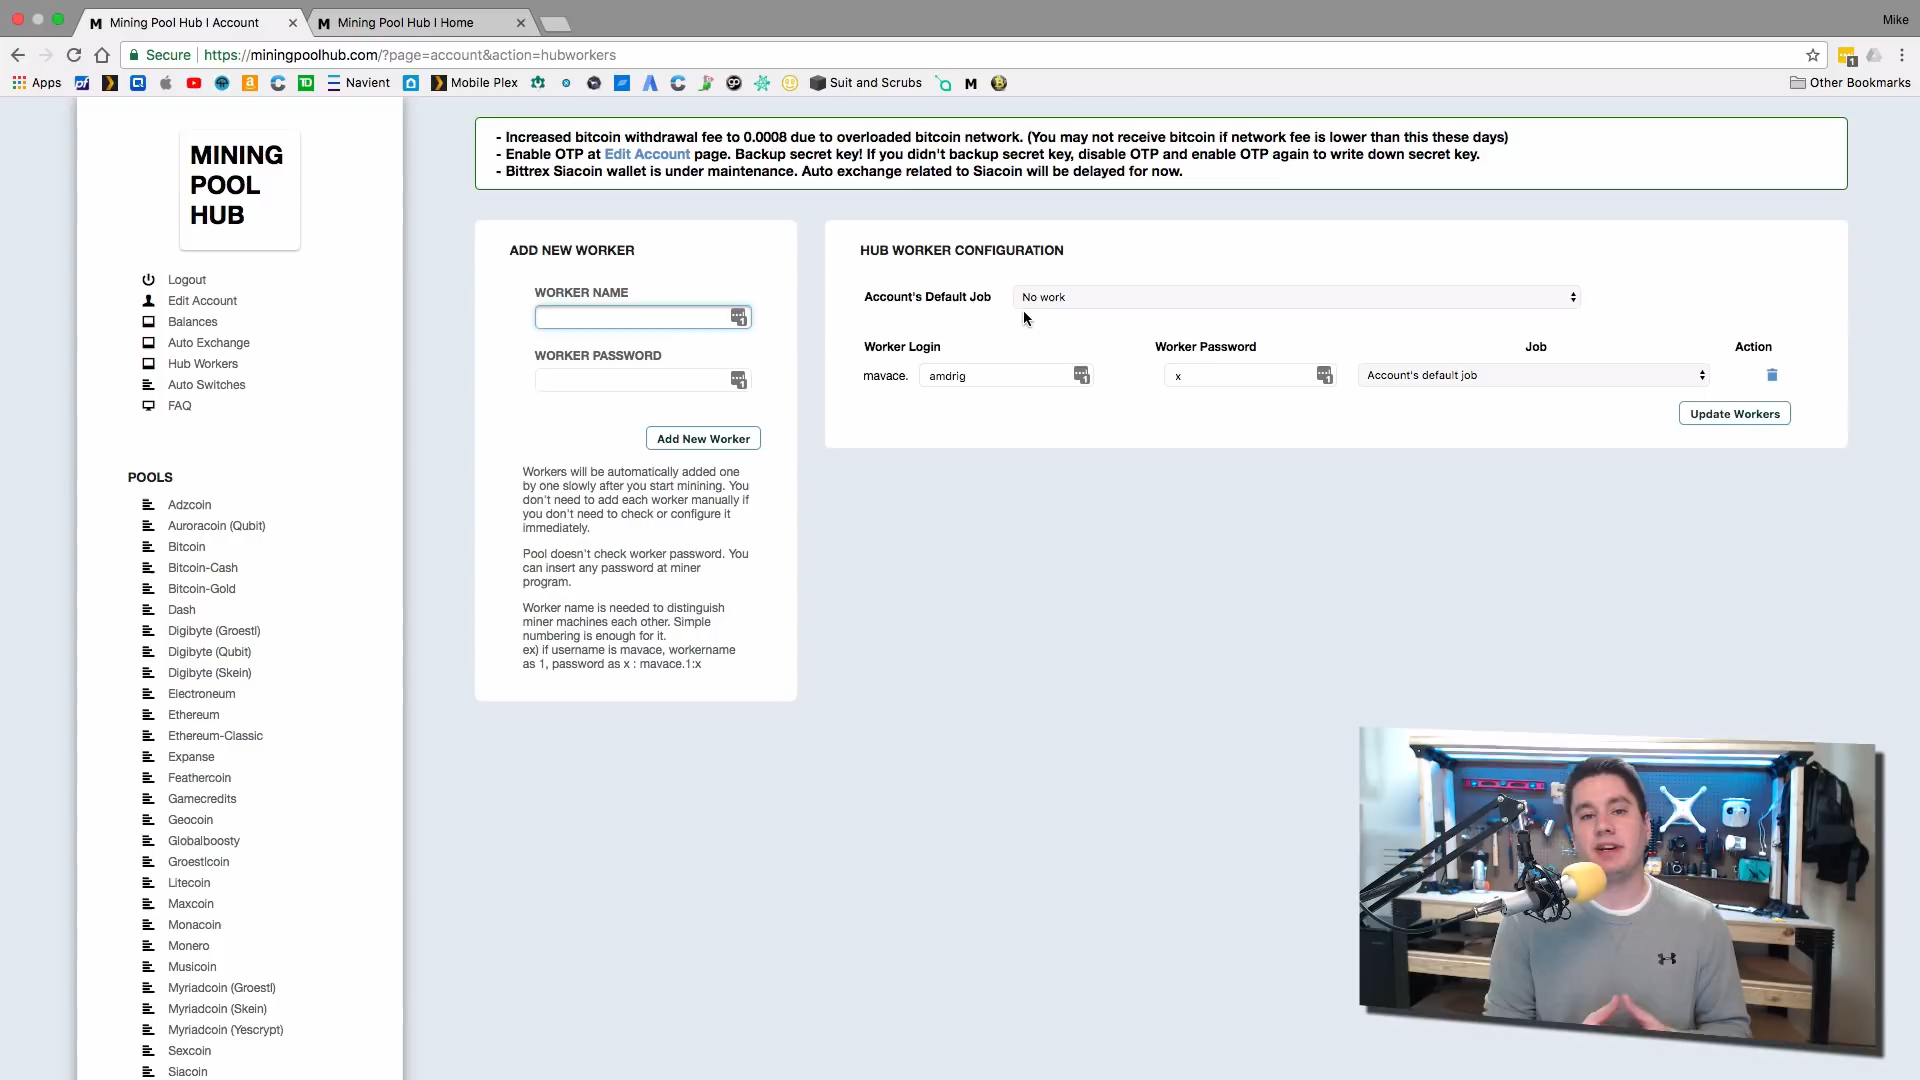 Mining Pool Hub I Account
Mining Pool Hub I Home
Mike
Secure
https://miningpoolhub.com/?page=account&action=hubworkers
Apps
Navient
Mobile Plex
Suit and Scrubs
Other Bookmarks
MINING
POOL
HUB
Logout
Edit Account
Balances
Auto Exchange
Hub Workers
Auto Switches
FAQ
POOLS
Adzcoin
Auroracoin (Qubit)
Bitcoin
Bitcoin-Cash
Bitcoin-Gold
Dash
Digibyte (Groestl)
Digibyte (Qubit)
Digibyte (Skein)
Electroneum
Ethereum
Ethereum-Classic
Expanse
Feathercoin
Gamecredits
Geocoin
Globalboosty
Groestlcoin
Litecoin
Maxcoin
Monacoin
Monero
Musicoin
Myriadcoin (Groestl)
Myriadcoin (Skein)
Myriadcoin (Yescrypt)
Sexcoin
Siacoin
- Increased bitcoin withdrawal fee to 0.0008 due to overloaded bitcoin network. (You may not receive bitcoin if network fee is lower than this these days)
- Enable OTP at Edit Account page. Backup secret key! If you didn't backup secret key, disable OTP and enable OTP again to write down secret key.
- Bittrex Siacoin wallet is under maintenance. Auto exchange related to Siacoin will be delayed for now.
ADD NEW WORKER
WORKER NAME
WORKER PASSWORD
Add New Worker
Workers will be automatically added one
by one slowly after you start minining. You
don't need to add each worker manually if
you don't need to check or configure it
immediately.
Pool doesn't check worker password. You
can insert any password at miner
program.
Worker name is needed to distinguish
miner machines each other. Simple
numbering is enough for it.
ex) if username is mavace, workername
as 1, password as x : mavace.1:x
HUB WORKER CONFIGURATION
Account's Default Job
No work
Worker Login
Worker Password
Job
Action
mavace.
amdrig
x
Account's default job
Update Workers